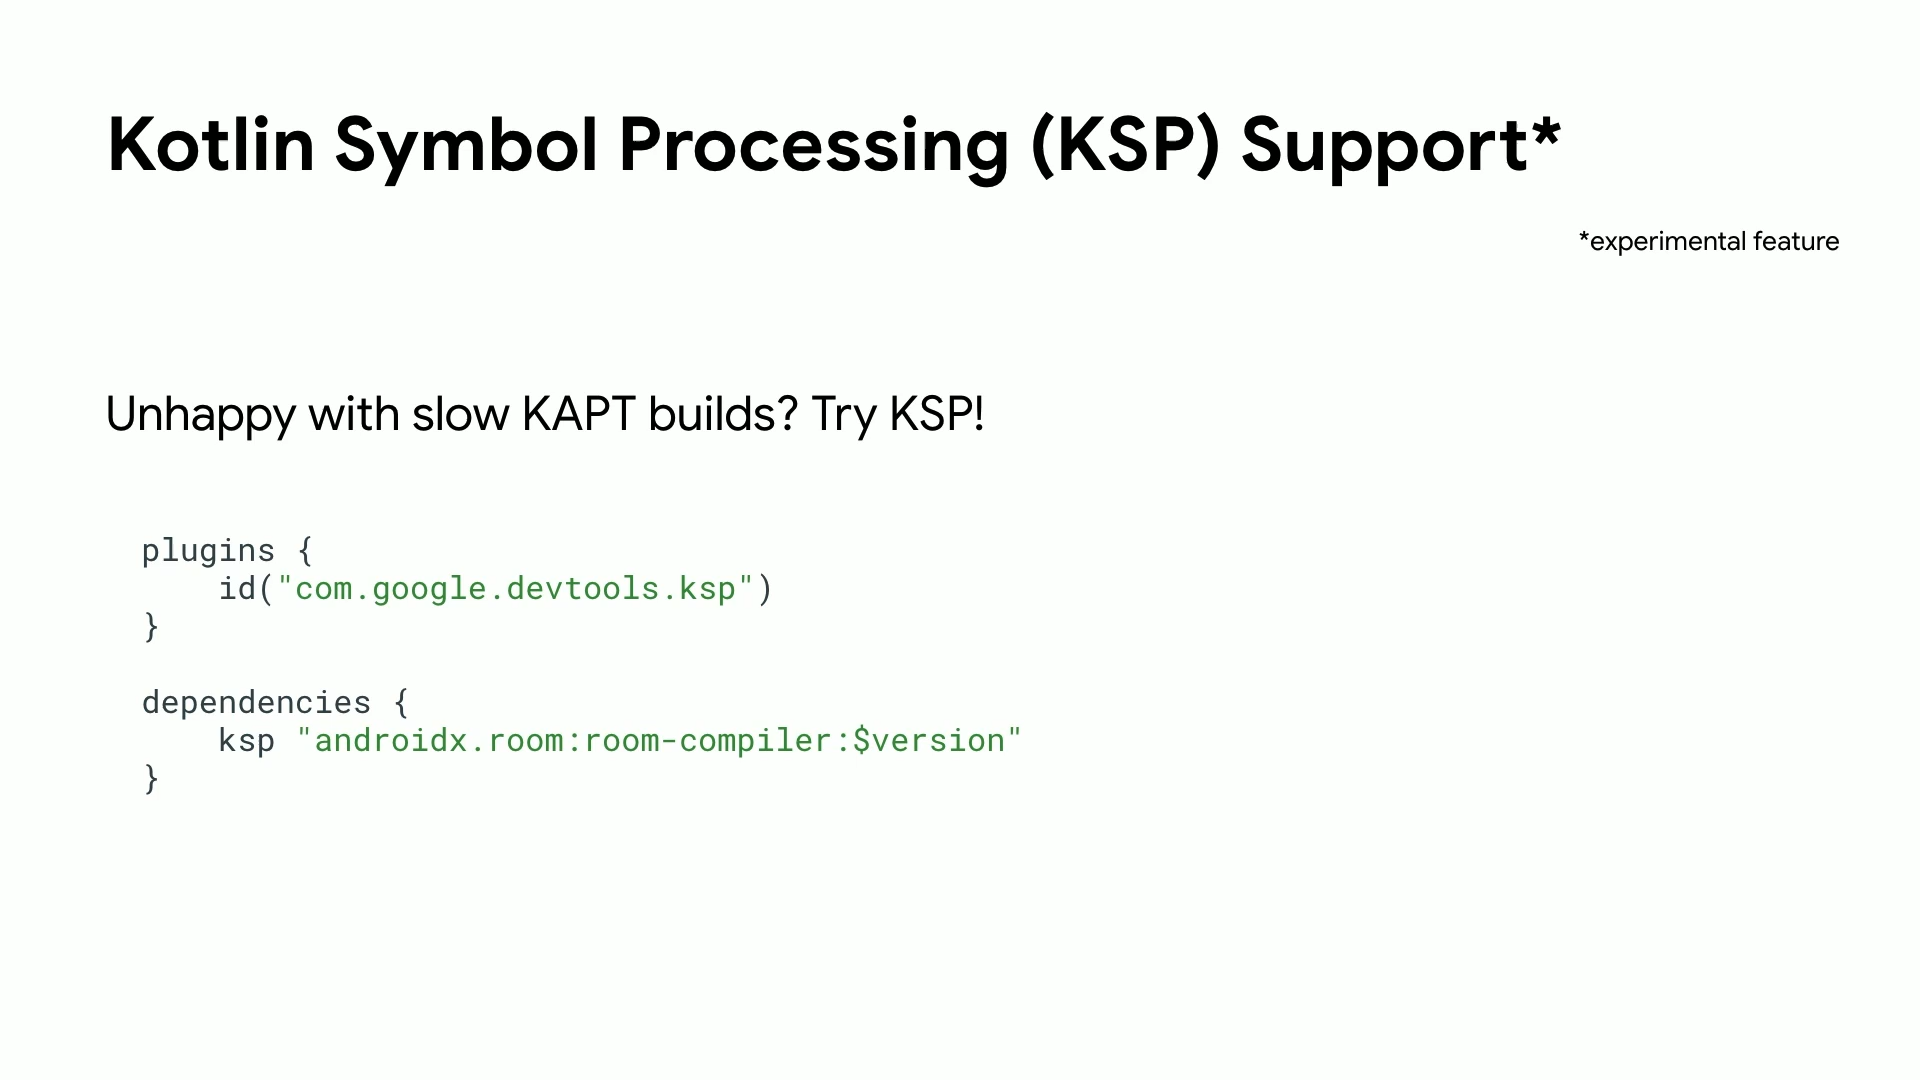 Kotlin Symbol Processing (KSP) Support*
*experimental feature
Unhappy with slow KAPT builds? Try KSP!
plugins {
    id("com.google.devtools.ksp")
}
dependencies {
    ksp "androidx.room:room-compiler:$version"
}